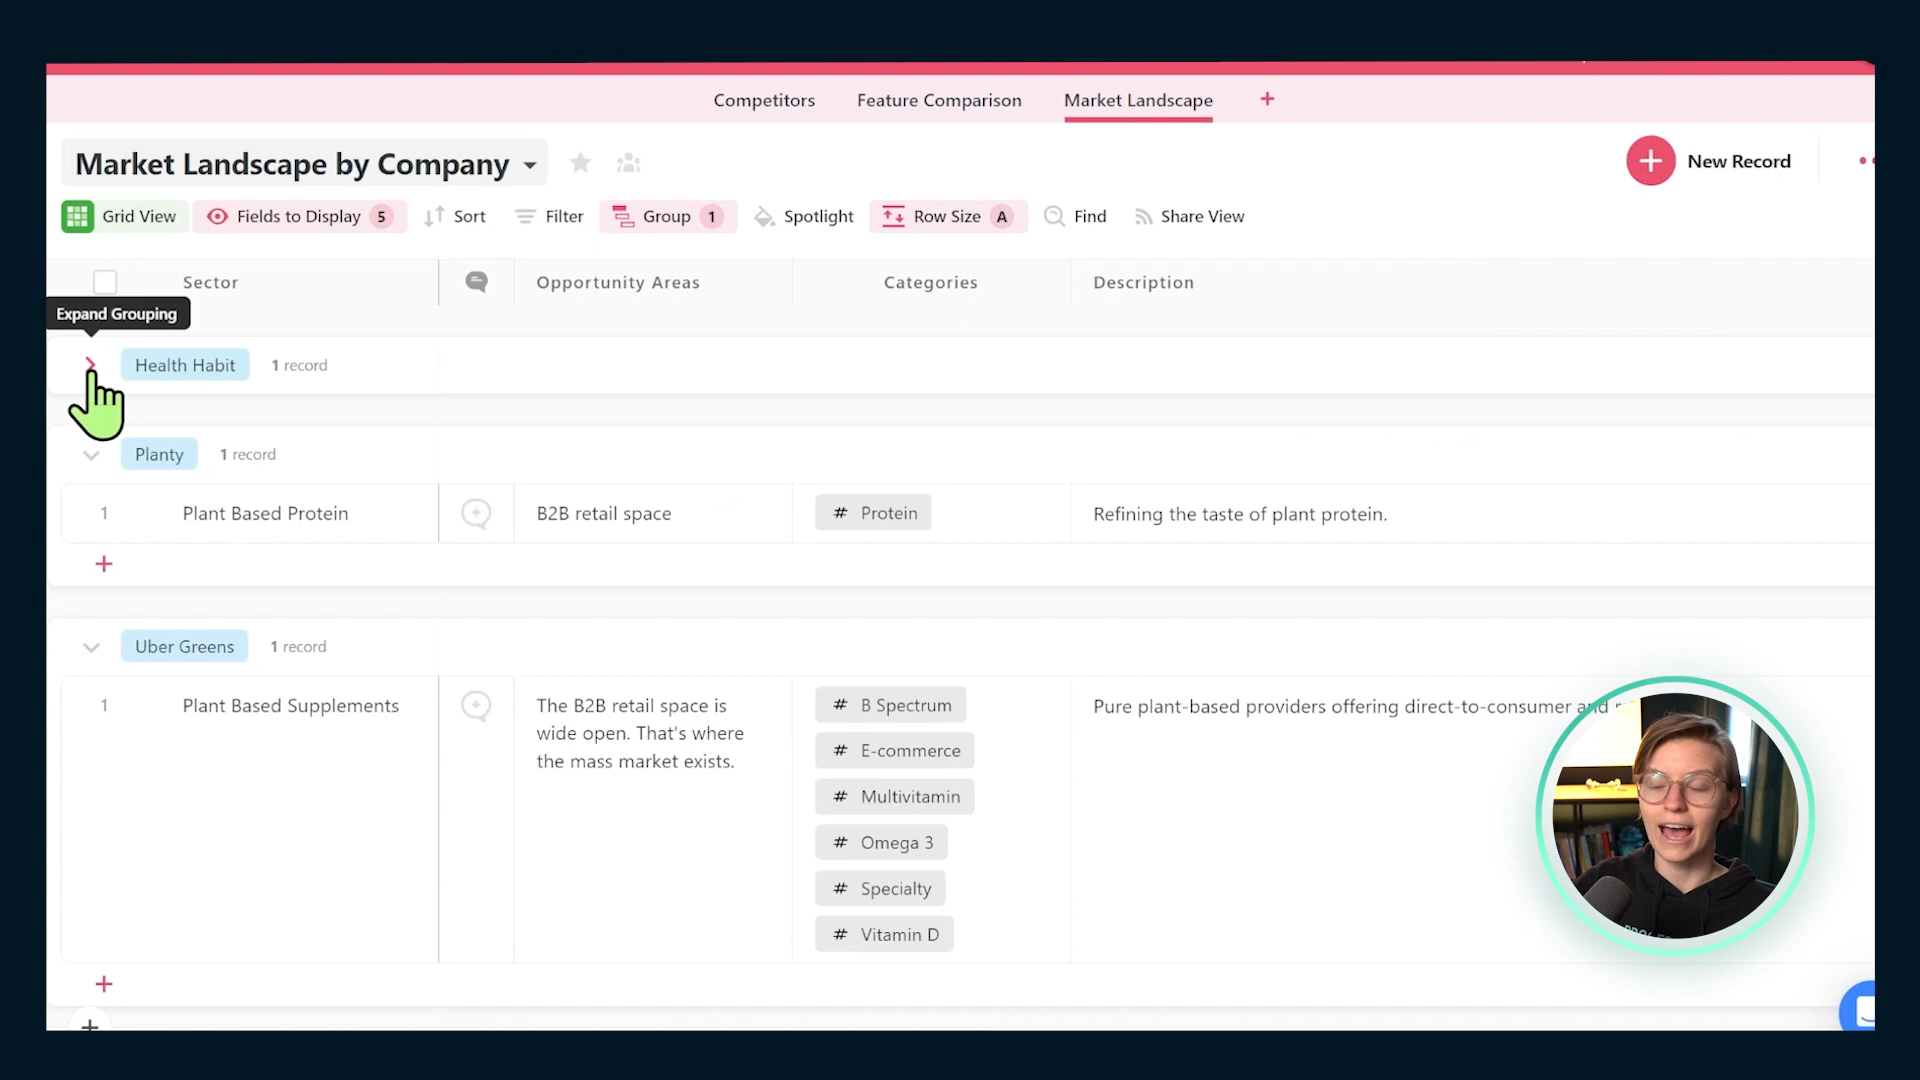 Competitors Feature Comparison Market Landscape +
Market Landscape by Company
New Record
Grid View Fields to Display 5 Sort Filter Group 1 Spotlight Row Size A Find Share View
Sector Opportunity Areas Categories Description
Expand Grouping
Health Habit 1 record
Planty 1 record
1 Plant Based Protein B2B retail space # Protein Refining the taste of plant protein.
+
Uber Greens 1 record
1 Plant Based Supplements The B2B retail space is # B Spectrum Pure plant-based providers offering direct-to-consumer and
wide open. That's where # E-commerce
the mass market exists.
# Multivitamin
# Omega 3
# Specialty
# Vitamin D
+
+